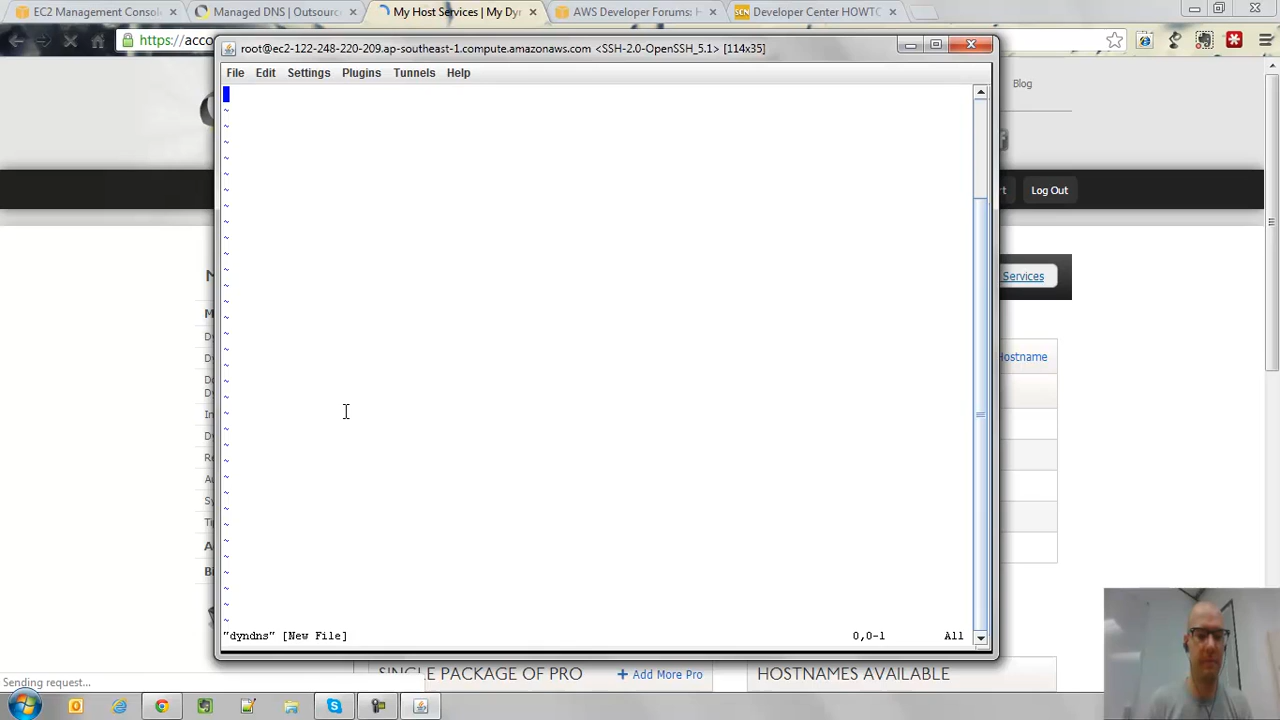 EC2 Management Consol
Managed DNS | Outsourc
My Host Services | My Dyn
AWS Developer Forums: H
Developer Center HOWTO
https://acco
root@ec2-122-248-220-209.ap-southeast-1.compute.amazonaws.com <SSH-2.0-OpenSSH_5.1> [114x35]
File Edit Settings Plugins Tunnels Help
Blog
Log Out
Services
Hostname
"dyndns" [New File] 0,0-1 All
SINGLE PACKAGE OF PRO
+ Add More Pro
HOSTNAMES AVAILABLE
Sending request...